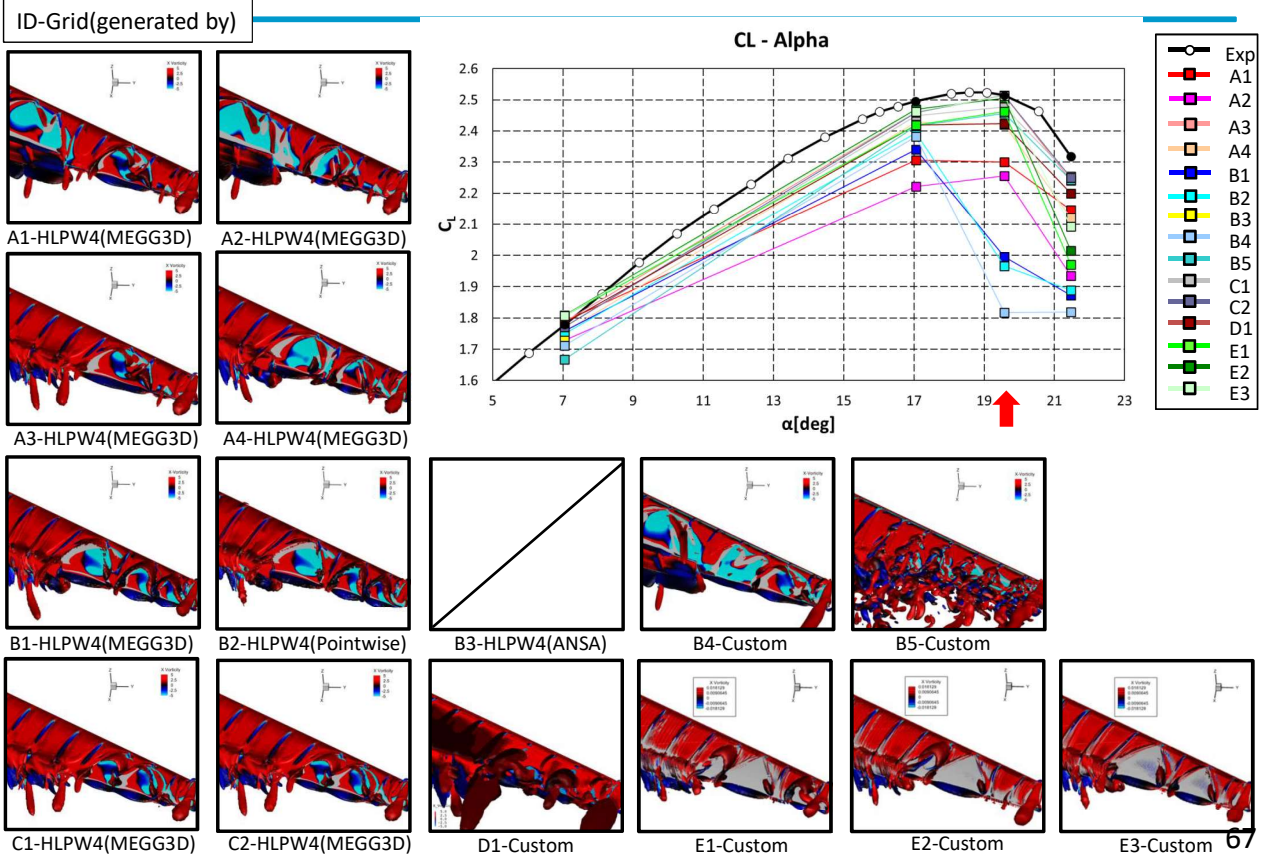 ID-Grid(generated by)
CL - Alpha
2.6
2.5
2.4
2.3
2.2
2.1
2
1.9
1.8
1.7
1.6
CL
5 7 9 11 13 15 17 19 21 23
α[deg]
Exp
A1
A2
A3
A4
B1
B2
B3
B4
B5
C1
C2
D1
E1
E2
E3
A1-HLPW4(MEGG3D) A2-HLPW4(MEGG3D)
A3-HLPW4(MEGG3D) A4-HLPW4(MEGG3D)
B1-HLPW4(MEGG3D) B2-HLPW4(Pointwise) B3-HLPW4(ANSA) B4-Custom B5-Custom
X Vorticity X Vorticity X Vorticity
C1-HLPW4(MEGG3D) C2-HLPW4(MEGG3D) D1-Custom E1-Custom E2-Custom E3-Custom
67